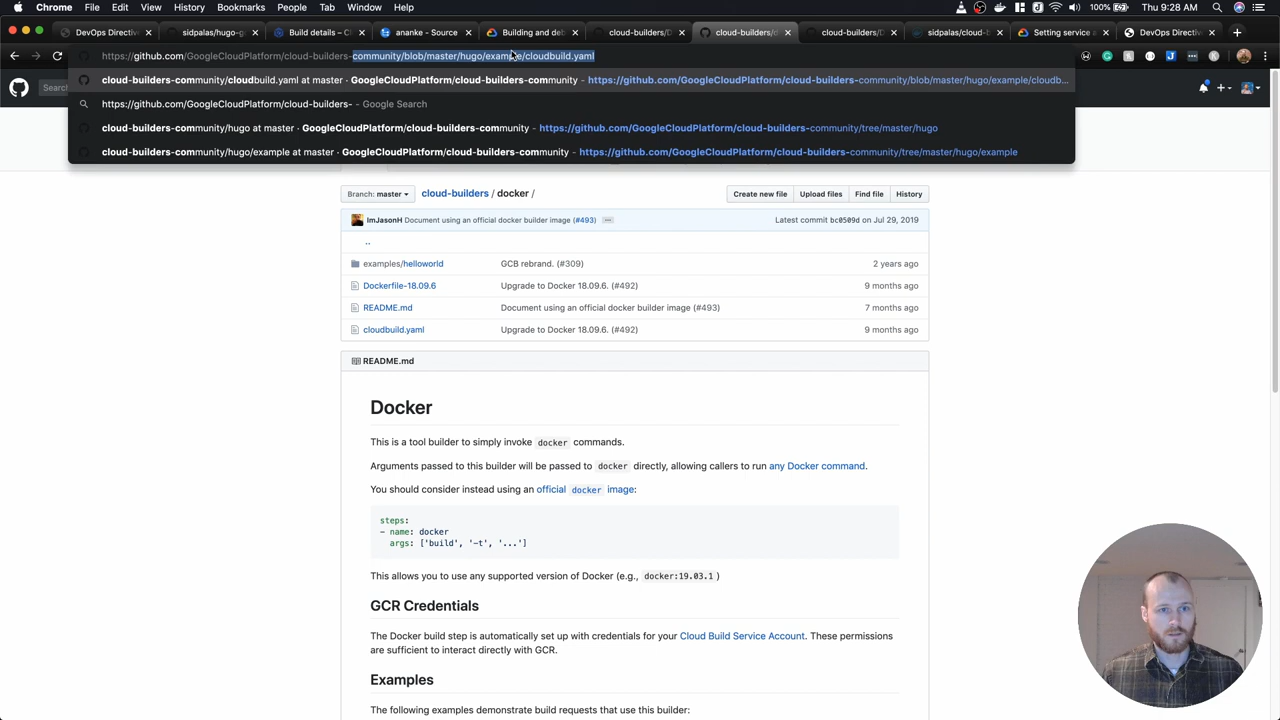 Chrome File Edit View History Bookmarks People Tab Window Help 100% Fri 9:28 AM
DevOps Directive sidpalas/hugo-g Build details – Cl ananke - Source Building and deb cloud-builders/D cloud-builders/d cloud-builders/D sidpalas/cloud-b Setting service a DevOps Directive
https://github.com/GoogleCloudPlatform/cloud-builders-community/blob/master/hugo/example/cloudbuild.yaml
cloud-builders-community/cloudbuild.yaml at master · GoogleCloudPlatform/cloud-builders-community - https://github.com/GoogleCloudPlatform/cloud-builders-community/blob/master/hugo/example/cloudb...
https://github.com/GoogleCloudPlatform/cloud-builders- - Google Search
cloud-builders-community/hugo at master · GoogleCloudPlatform/cloud-builders-community - https://github.com/GoogleCloudPlatform/cloud-builders-community/tree/master/hugo
cloud-builders-community/hugo/example at master · GoogleCloudPlatform/cloud-builders-community - https://github.com/GoogleCloudPlatform/cloud-builders-community/tree/master/hugo/example
Branch: master cloud-builders / docker / Create new file Upload files Find file History
ImJasonH Document using an official docker builder image (#493) ... Latest commit bc0509d on Jul 29, 2019
..
examples/helloworld GCB rebrand. (#309) 2 years ago
Dockerfile-18.09.6 Upgrade to Docker 18.09.6. (#492) 9 months ago
README.md Document using an official docker builder image (#493) 7 months ago
cloudbuild.yaml Upgrade to Docker 18.09.6. (#492) 9 months ago
README.md
Docker
This is a tool builder to simply invoke docker commands.
Arguments passed to this builder will be passed to docker directly, allowing callers to run any Docker command.
You should consider instead using an official docker image:
steps:
- name: docker
args: ['build', '-t', '...']
This allows you to use any supported version of Docker (e.g., docker:19.03.1 )
GCR Credentials
The Docker build step is automatically set up with credentials for your Cloud Build Service Account. These permissions
are sufficient to interact directly with GCR.
Examples
The following examples demonstrate build requests that use this builder: